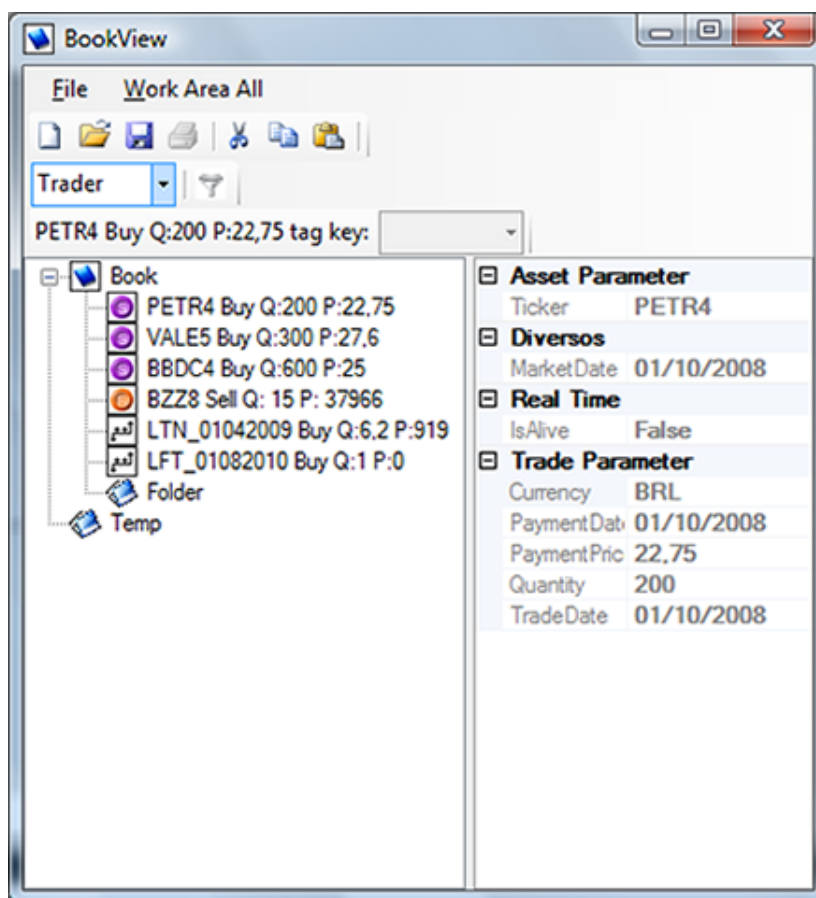 BookView
File Work Area All
Trader
PETR4 Buy Q:200 P:22,75 tag key:
Book
PETR4 Buy Q:200 P:22,75
VALE5 Buy Q:300 P:27,6
BBDC4 Buy Q:600 P:25
BZZ8 Sell Q: 15 P: 37966
LTN_01042009 Buy Q:6,2 P:919
LFT_01082010 Buy Q:1 P:0
Folder
Temp
Asset Parameter
Ticker PETR4
Diversos
MarketDate 01/10/2008
Real Time
IsAlive False
Trade Parameter
Currency BRL
PaymentDat 01/10/2008
PaymentPric 22,75
Quantity 200
TradeDate 01/10/2008